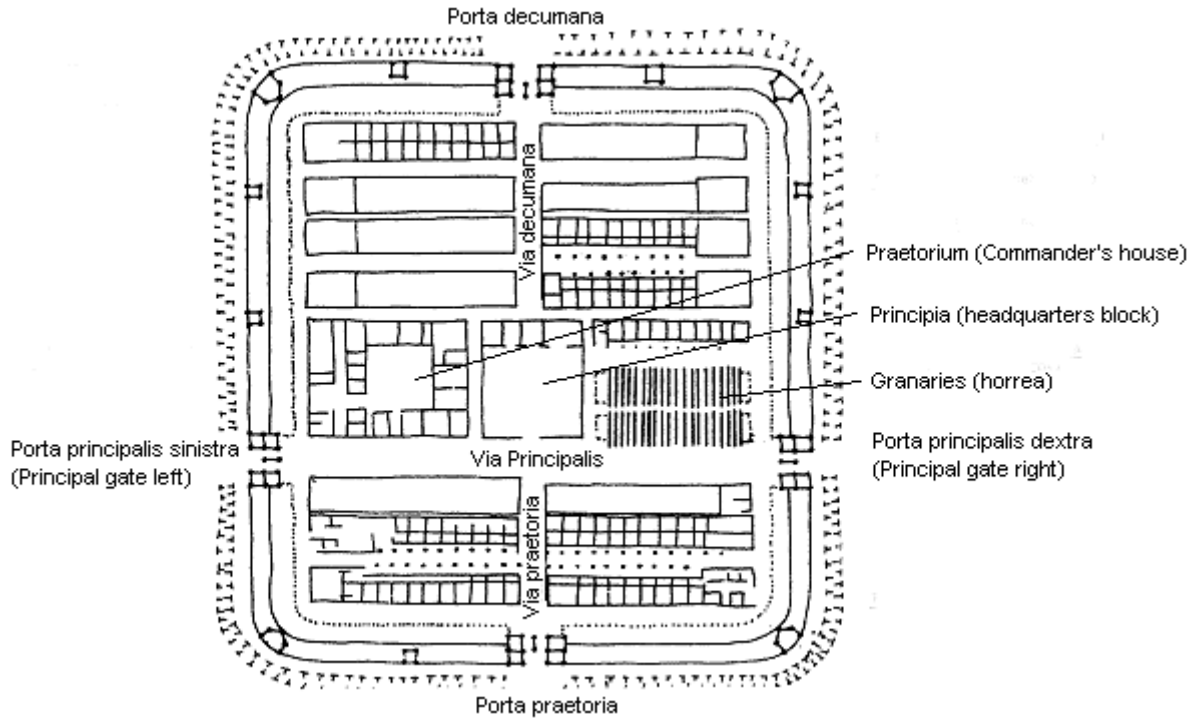 Porta decumana
Via decumana
Praetorium (Commander's house)
Principia (headquarters block)
Granaries (horrea)
Porta principalis sinistra
(Principal gate left)
Via Principalis
Porta principalis dextra
(Principal gate right)
Via praetoria
Porta praetoria